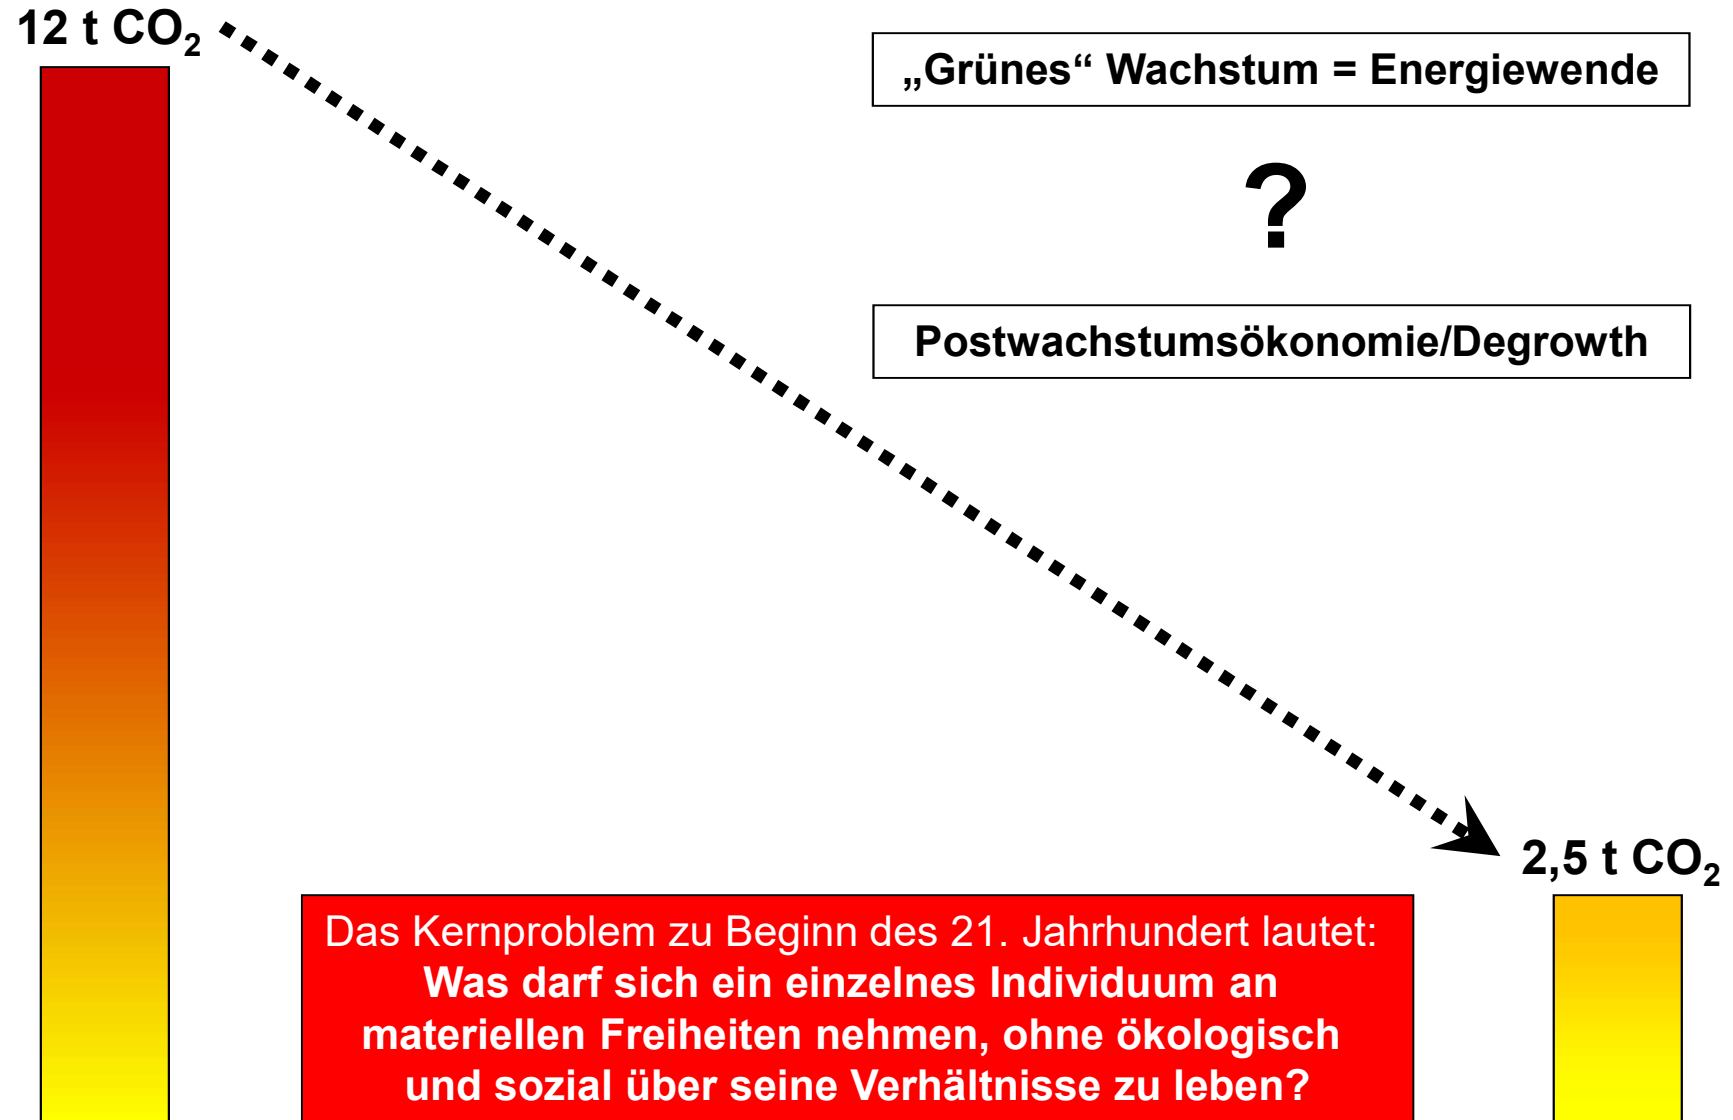 12 t CO₂
„Grünes“ Wachstum = Energiewende
?
Postwachstumsökonomie/Degrowth
2,5 t CO₂
Das Kernproblem zu Beginn des 21. Jahrhundert lautet:
Was darf sich ein einzelnes Individuum an
materiellen Freiheiten nehmen, ohne ökologisch
und sozial über seine Verhältnisse zu leben?